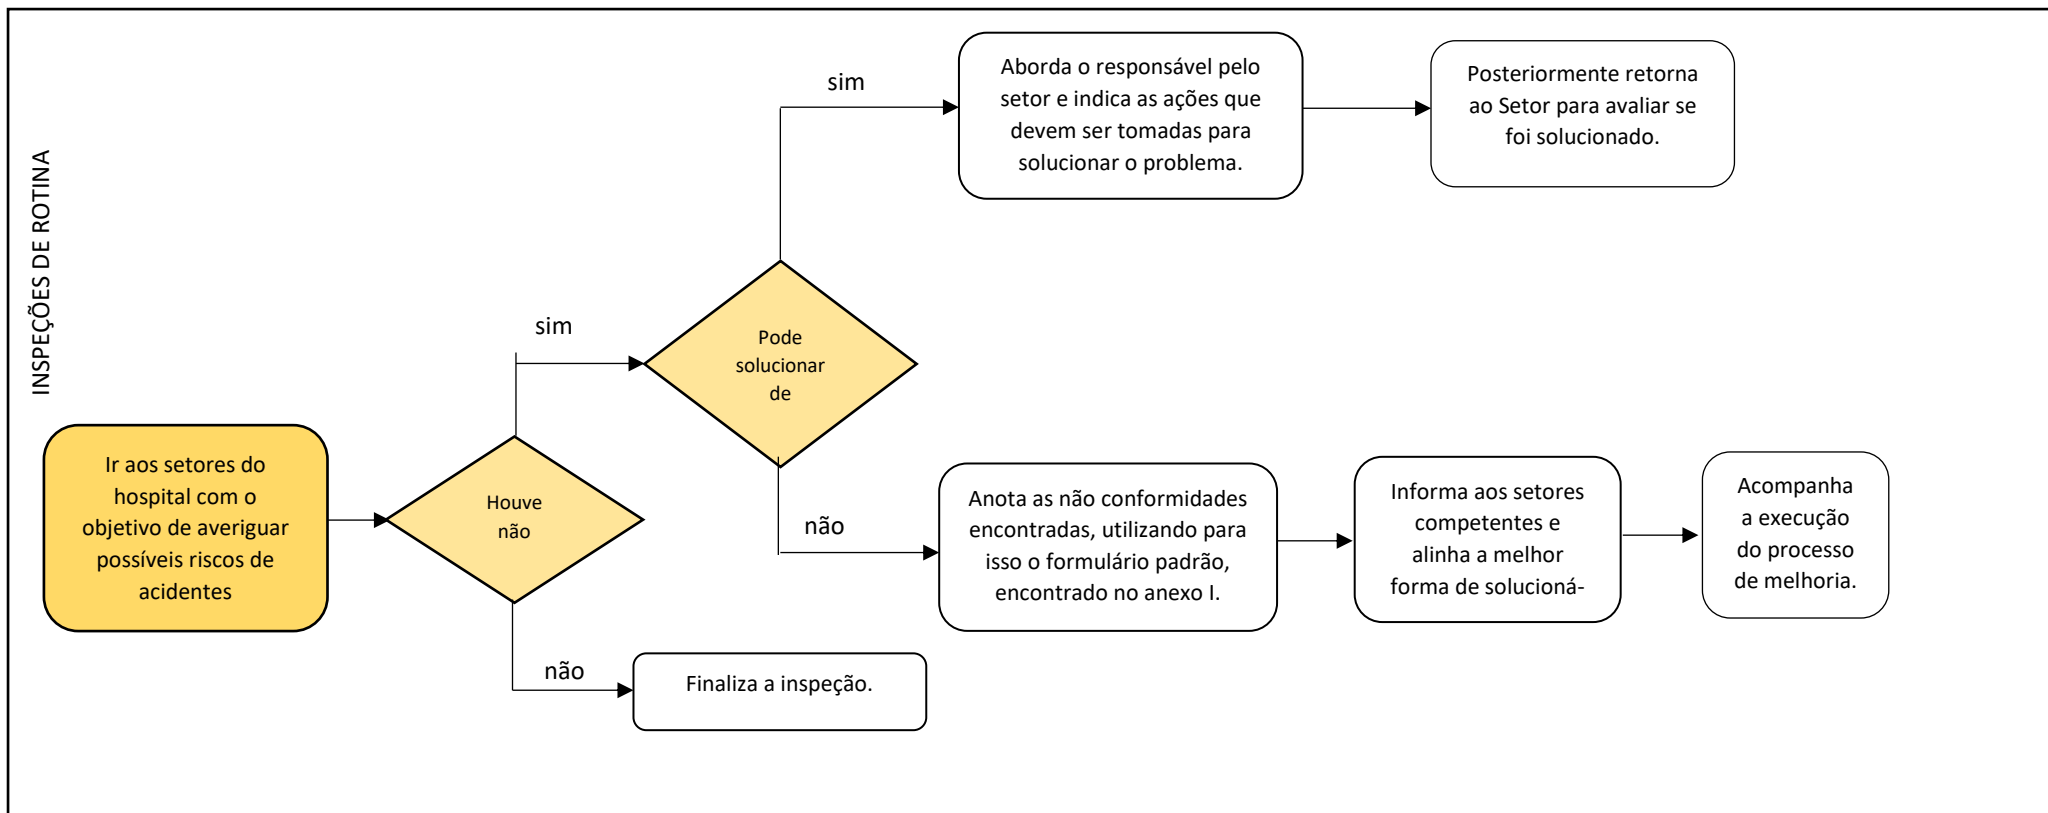 INSPEÇÕES DE ROTINA
Ir aos setores do
hospital com o
objetivo de averiguar
possíveis riscos de
acidentes
Houve
não
sim
não
Finaliza a inspeção.
Pode
solucionar
de
sim
Aborda o responsável pelo
setor e indica as ações que
devem ser tomadas para
solucionar o problema.
Posteriormente retorna
ao Setor para avaliar se
foi solucionado.
não
Anota as não conformidades
encontradas, utilizando para
isso o formulário padrão,
encontrado no anexo I.
Informa aos setores
competentes e
alinha a melhor
forma de solucioná-
Acompanha
a execução
do processo
de melhoria.